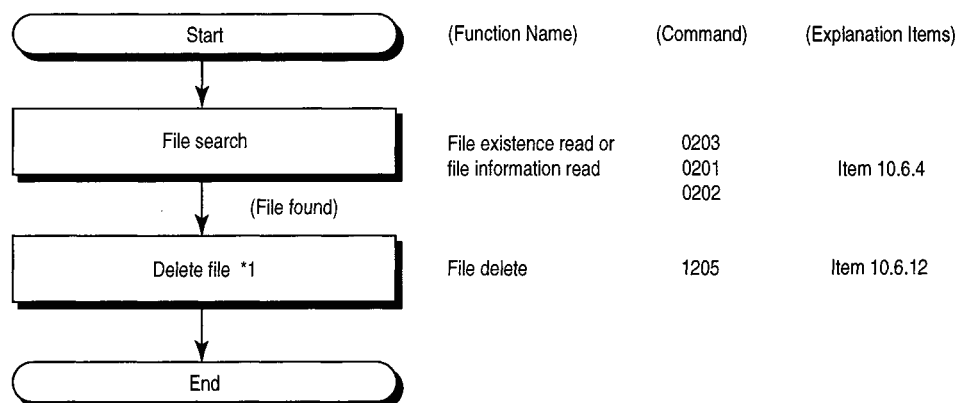 Start (Function Name) (Command) (Explanation Items)
File search
File existence read or 0203
file information read 0201 Item 10.6.4
0202
(File found)
Delete file *1 File delete 1205 Item 10.6.12
End